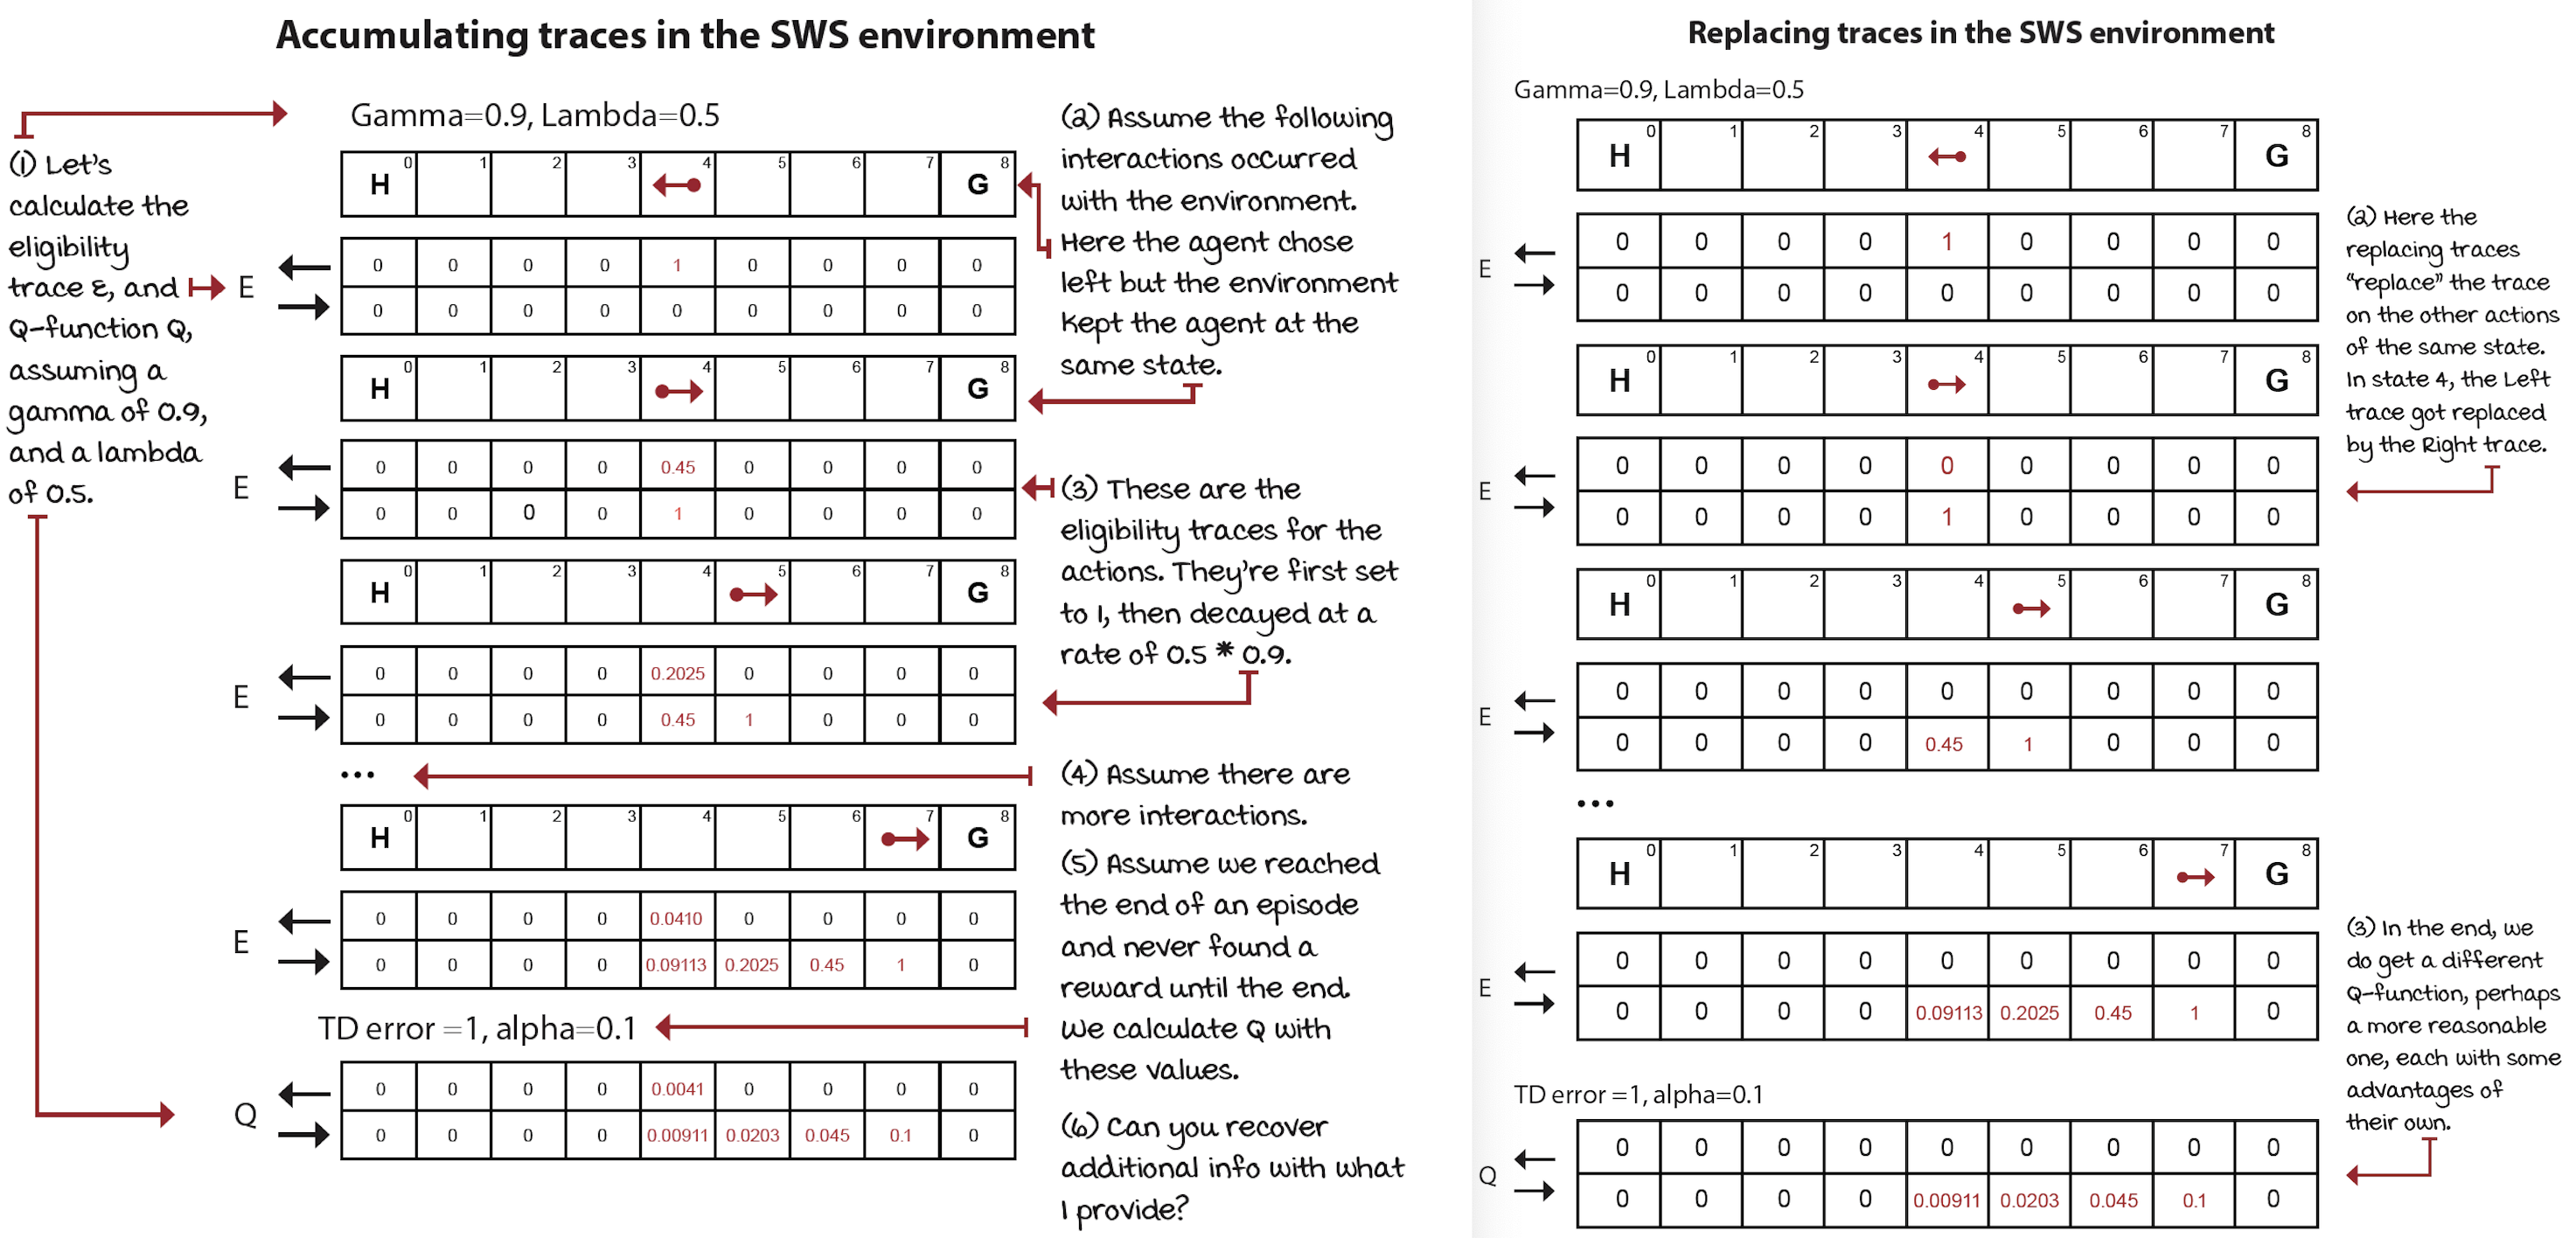 Accumulating traces in the SWS environment
Gamma=0.9, Lambda=0.5
(1) Let's
calculate the
eligibility
trace E, and
Q-function Q,
assuming a
gamma of 0.9,
and a lambda
of 0.5.
H 0 1 2 3 4 5 6 7 G 8
E
0 0 0 0 1 0 0 0 0
0 0 0 0 0 0 0 0 0
H 0 1 2 3 4 5 6 7 G 8
E
0 0 0 0 0.45 0 0 0 0
0 0 0 0 1 0 0 0 0
H 0 1 2 3 4 5 6 7 G 8
E
0 0 0 0 0.2025 0 0 0 0
0 0 0 0 0.45 1 0 0 0
...
H 0 1 2 3 4 5 6 7 G 8
E
0 0 0 0 0.0410 0 0 0 0
0 0 0 0 0.09113 0.2025 0.45 1 0
TD error =1, alpha=0.1
Q
0 0 0 0 0.0041 0 0 0 0
0 0 0 0 0.00911 0.0203 0.045 0.1 0
(2) Assume the following
interactions occurred
with the environment.
Here the agent chose
left but the environment
kept the agent at the
same state.
(3) These are the
eligibility traces for the
actions. They're first set
to 1, then decayed at a
rate of 0.5 * 0.9.
(4) Assume there are
more interactions.
(5) Assume we reached
the end of an episode
and never found a
reward until the end.
We calculate Q with
these values.
(6) Can you recover
additional info with what
I provide?
Replacing traces in the SWS environment
Gamma=0.9, Lambda=0.5
H 0 1 2 3 4 5 6 7 G 8
E
0 0 0 0 1 0 0 0 0
0 0 0 0 0 0 0 0 0
H 0 1 2 3 4 5 6 7 G 8
E
0 0 0 0 0 0 0 0 0
0 0 0 0 1 0 0 0 0
H 0 1 2 3 4 5 6 7 G 8
E
0 0 0 0 0 0 0 0 0
0 0 0 0 0.45 1 0 0 0
...
H 0 1 2 3 4 5 6 7 G 8
E
0 0 0 0 0 0 0 0 0
0 0 0 0 0.09113 0.2025 0.45 1 0
TD error =1, alpha=0.1
Q
0 0 0 0 0 0 0 0 0
0 0 0 0 0.00911 0.0203 0.045 0.1 0
(2) Here the
replacing traces
"replace" the trace
on the other actions
of the same state.
In state 4, the Left
trace got replaced
by the Right trace.
(3) In the end, we
do get a different
Q-function, perhaps
a more reasonable
one, each with some
advantages of
their own.